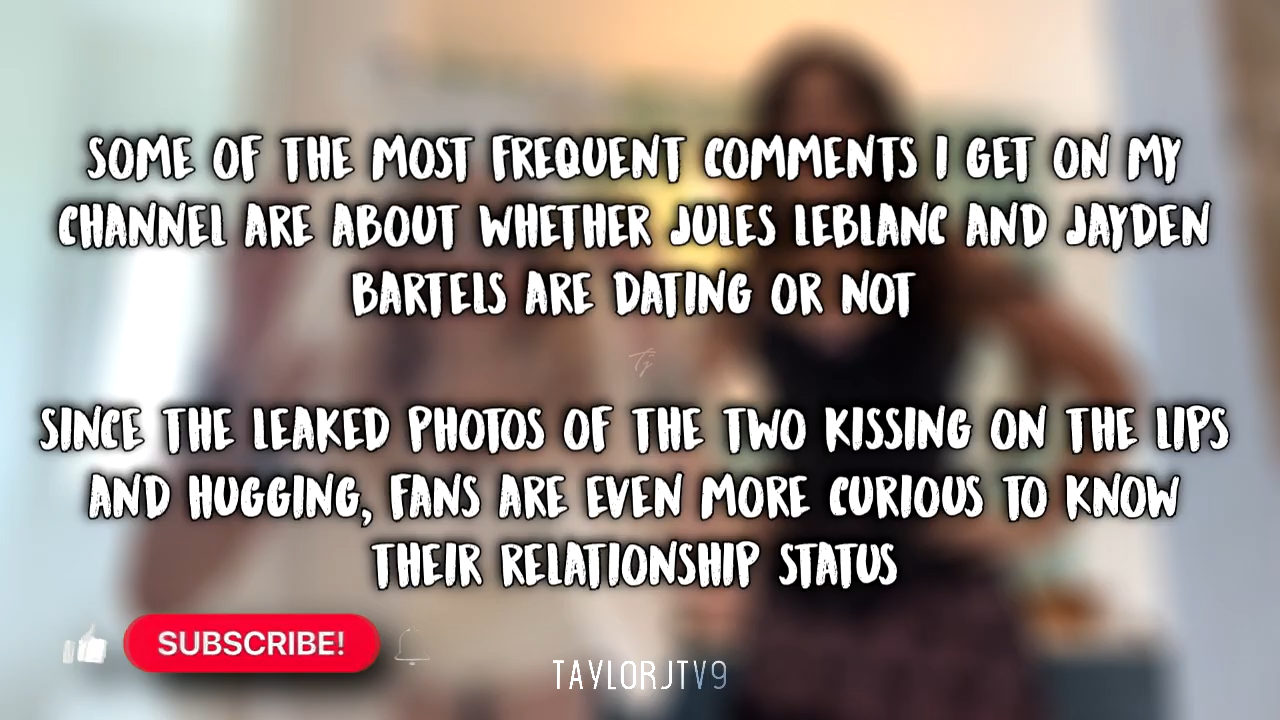 SOME OF THE MOST FREQUENT COMMENTS I GET ON MY
CHANNEL ARE ABOUT WHETHER JULES LEBLANC AND JAYDEN
BARTELS ARE DATING OR NOT
Tj
SINCE THE LEAKED PHOTOS OF THE TWO KISSING ON THE LIPS
AND HUGGING, FANS ARE EVEN MORE CURIOUS TO KNOW
THEIR RELATIONSHIP STATUS
SUBSCRIBE!
TAYLORJTV9